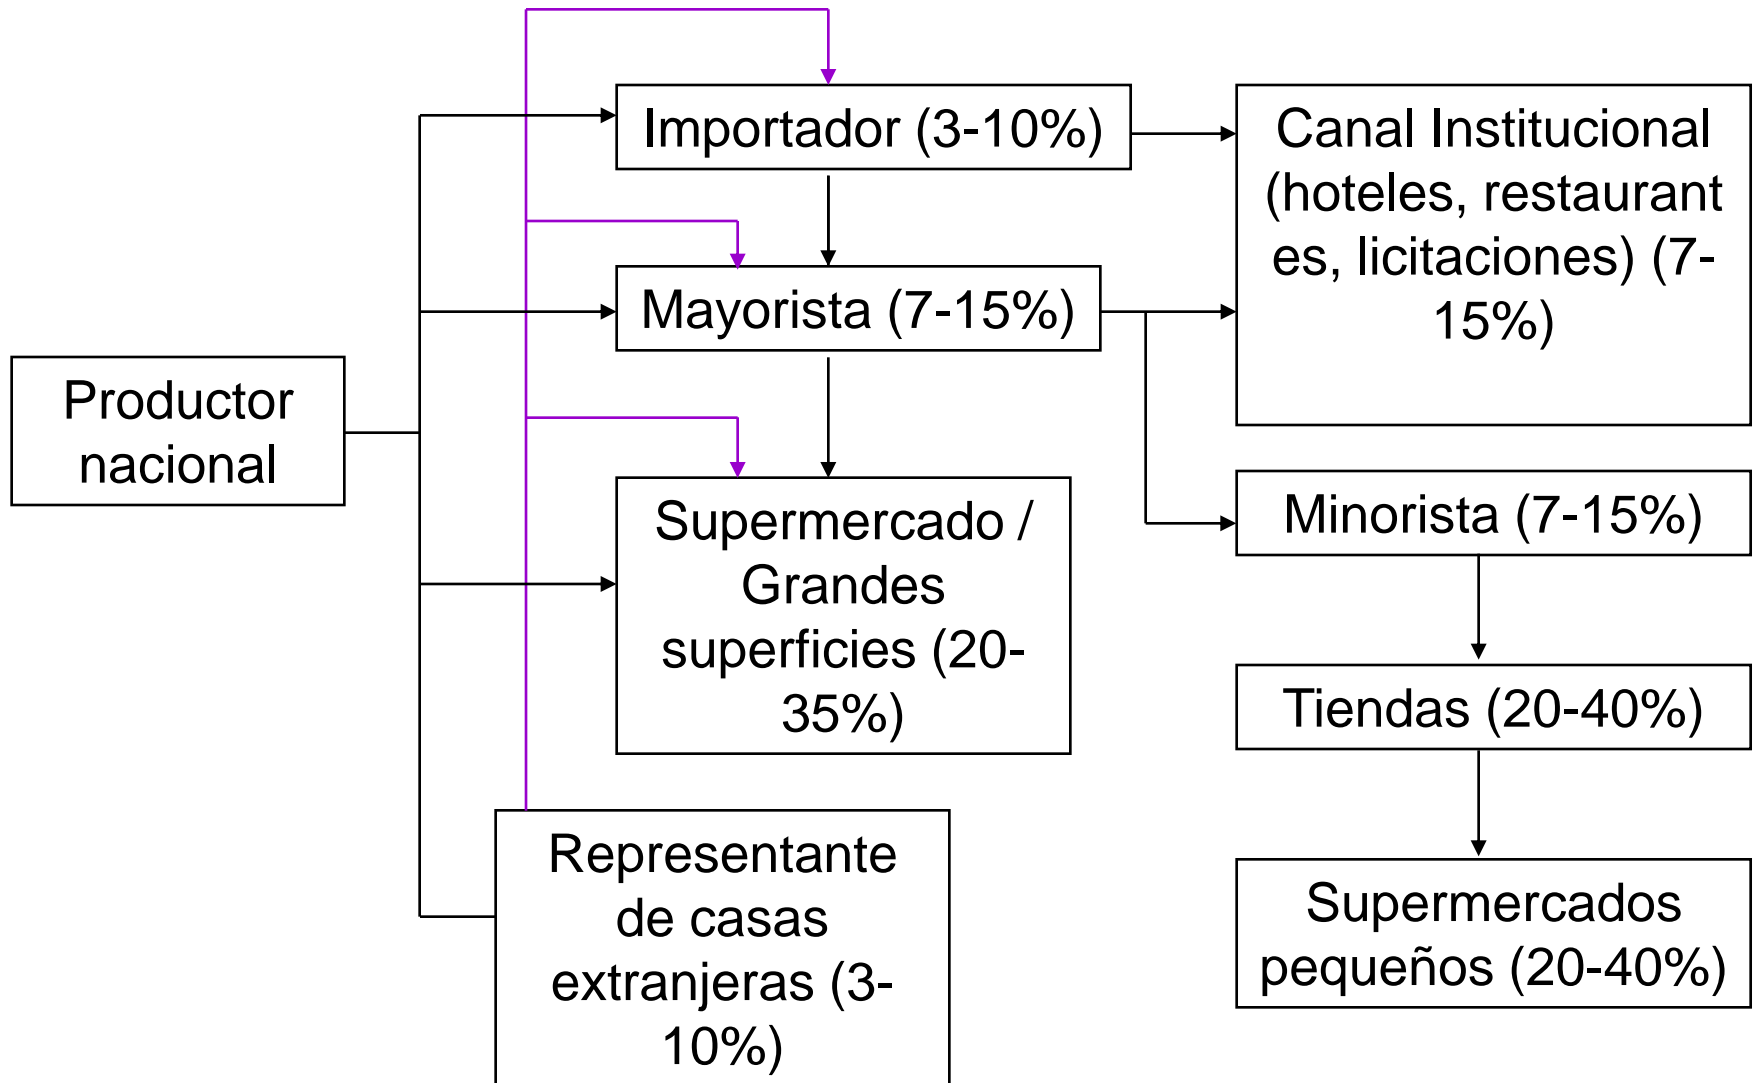 Importador (3-10%)
Canal Institucional
(hoteles, restaurant
es, licitaciones) (7-
15%)
Mayorista (7-15%)
Productor
nacional
Supermercado /
Grandes
superficies (20-
35%)
Minorista (7-15%)
Tiendas (20-40%)
Representante
de casas
extranjeras (3-
10%)
Supermercados
pequeños (20-40%)